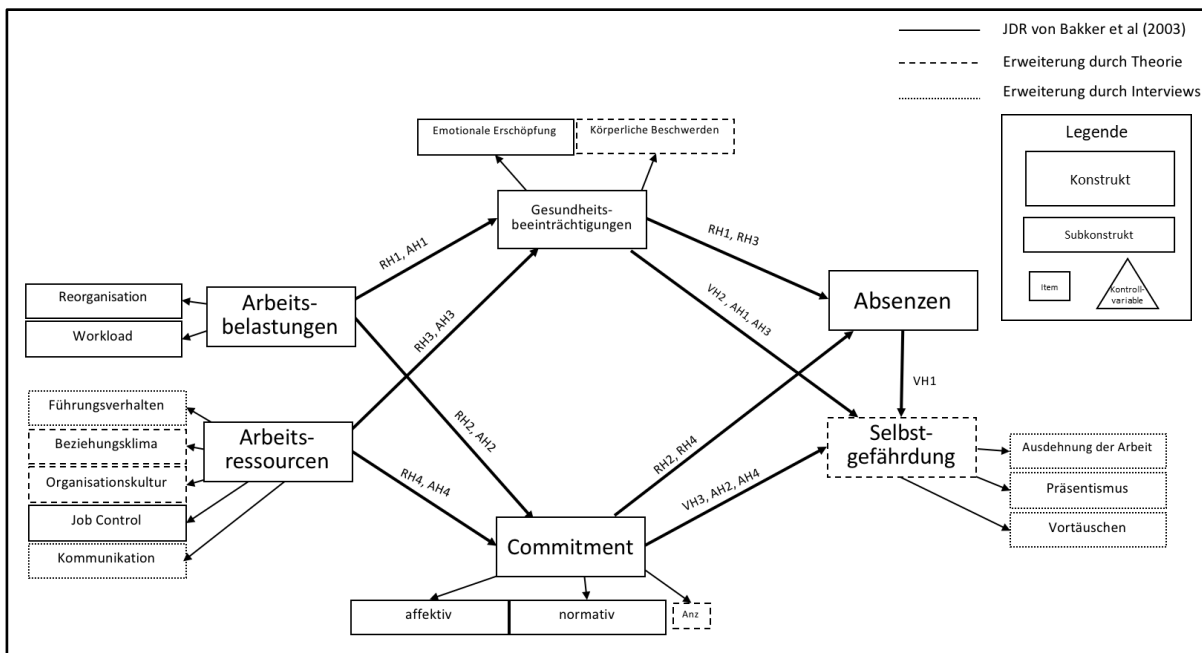 JDR von Bakker et al (2003)
Erweiterung durch Theorie
Erweiterung durch Interviews
Legende
Konstrukt
Subkonstrukt
Item
Kontroll-
variable
Emotionale Erschöpfung
Körperliche Beschwerden
Gesundheits-
beeinträchtigungen
RH1, AH1
RH1, RH3
Reorganisation
Workload
Arbeits-
belastungen
RH3, AH3
VH2 , AH1, AH3
Absenzen
VH1
Führungsverhalten
Beziehungsklima
Organisationskultur
Job Control
Kommunikation
Arbeits-
ressourcen
RH2, AH2
RH4, AH4
RH2, RH4
VH3, AH2, AH4
Selbst-
gefährdung
Ausdehnung der Arbeit
Präsentismus
Vortäuschen
Commitment
affektiv
normativ
Anz